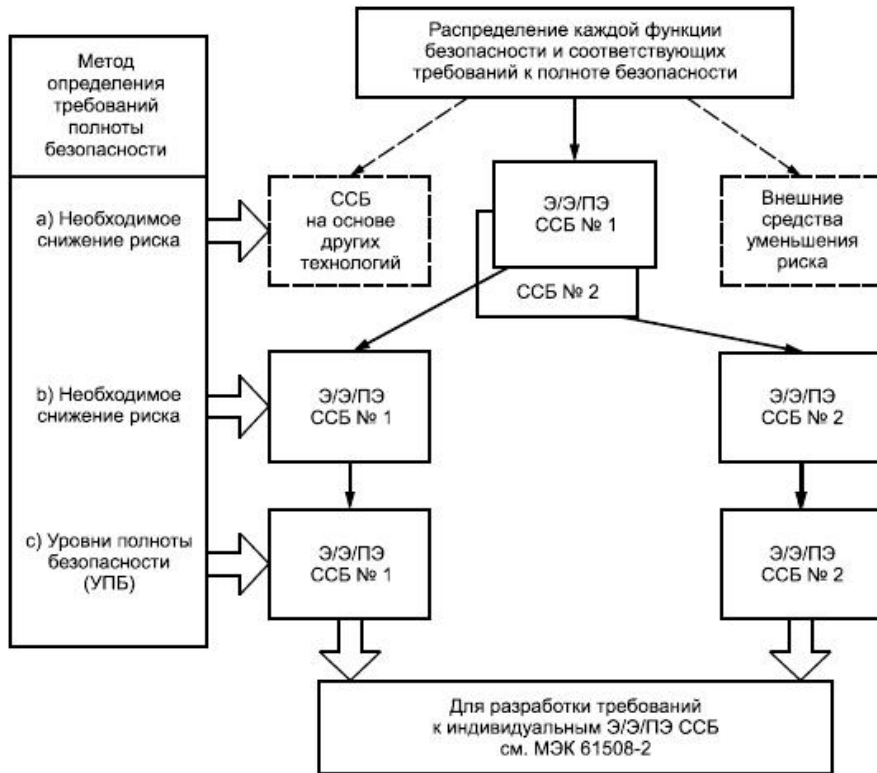 Распределение каждой функции
безопасности и соответствующих
требований к полноте безопасности
Метод
определения
требований
полноты
безопасности
a) Необходимое
снижение риска
ССБ
на основе
других
технологий
Э/Э/ПЭ
ССБ № 1
ССБ № 2
Внешние
средства
уменьшения
риска
b) Необходимое
снижение риска
Э/Э/ПЭ
ССБ № 1
Э/Э/ПЭ
ССБ № 2
c) Уровни полноты
безопасности
(УПБ)
Э/Э/ПЭ
ССБ № 1
Э/Э/ПЭ
ССБ № 2
Для разработки требований
к индивидуальным Э/Э/ПЭ ССБ
см. МЭК 61508-2